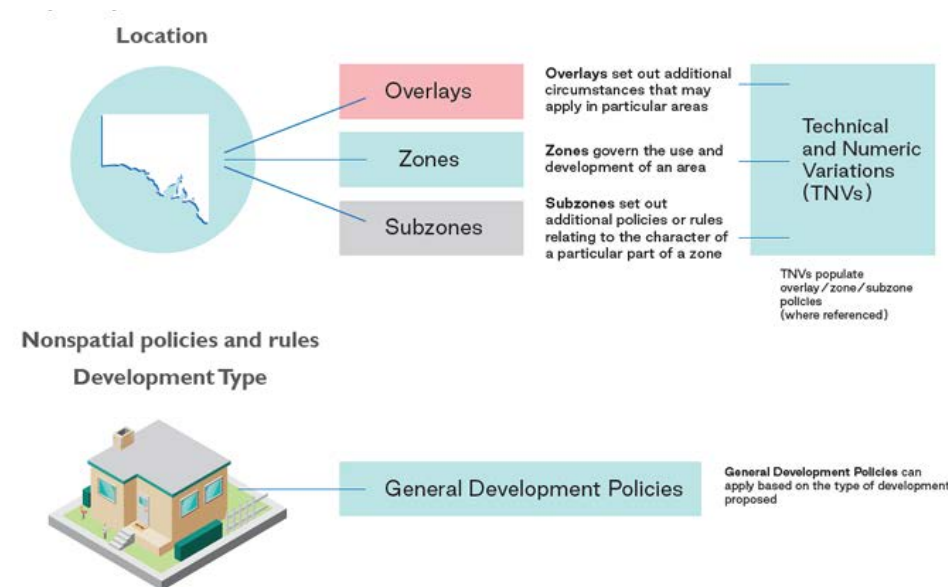 Location
Overlays
Overlays set out additional
circumstances that may
apply in particular areas
Zones
Zones govern the use and
development of an area
Subzones
Subzones set out
additional policies or rules
relating to the character of
a particular part of a zone
Technical
and Numeric
Variations
(TNVs)
TNVs populate
overlay/zone/subzone
policies
(where referenced)
Nonspatial policies and rules
Development Type
General Development Policies
General Development Policies can
apply based on the type of development
proposed